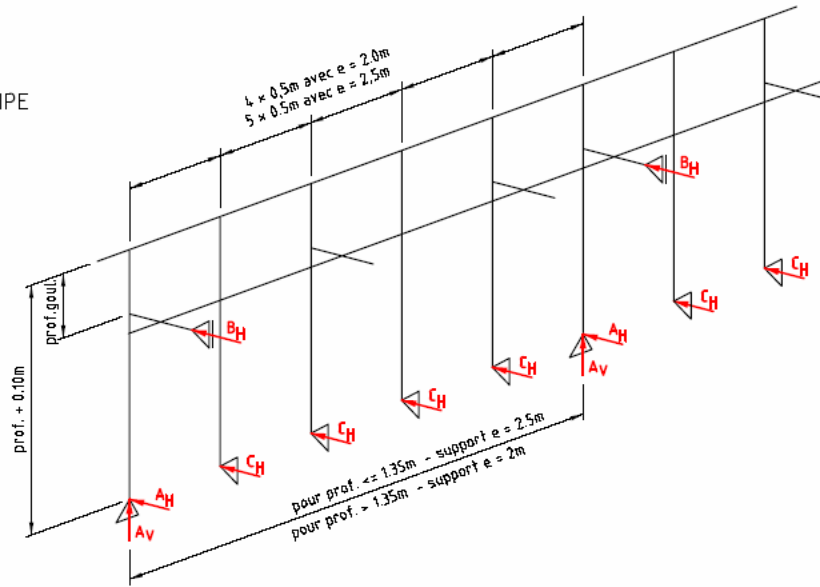 IPE
4 x 0,5m avec e = 2.0m
5 x 0.5m avec e = 2,5m
BH
CH
CH
prof.goul.
BH
AH
Av
CH
prof. + 0.10m
CH
CH
CH
pour prof. <= 1.35m - support e = 2.5m
pour prof. > 1.35m - support e = 2m
AH
Av